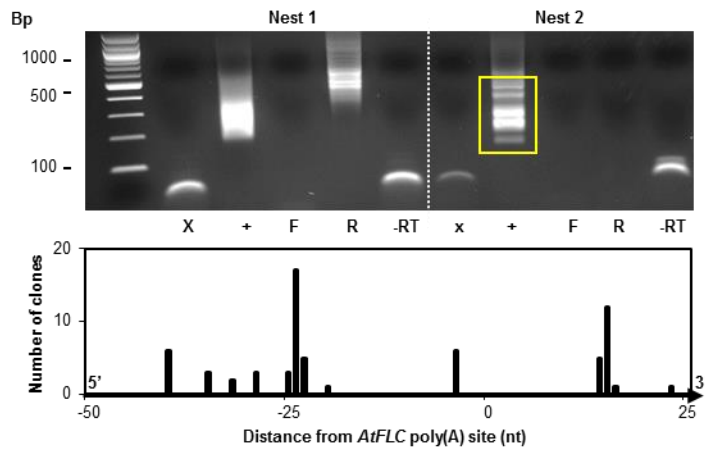 Bp Nest 1 Nest 2
1000
500
100
X + F R -RT x + F R -RT
Number of clones
20
10
0
5' 3
-50 -25 0 25
Distance from AtFLC poly(A) site (nt)